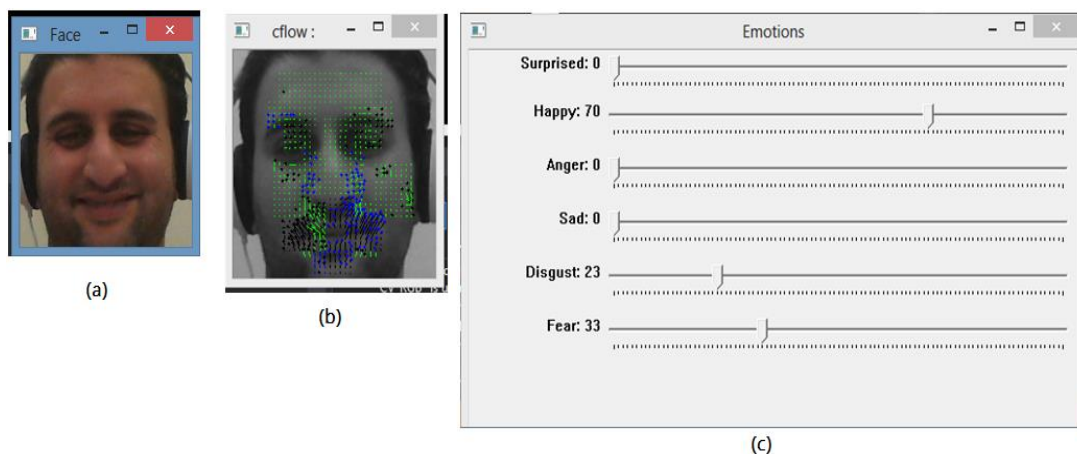 Face
cflow :
Emotions
Surprised: 0
Happy: 70
Anger: 0
Sad: 0
Disgust: 23
Fear: 33
(a)
(b)
(c)